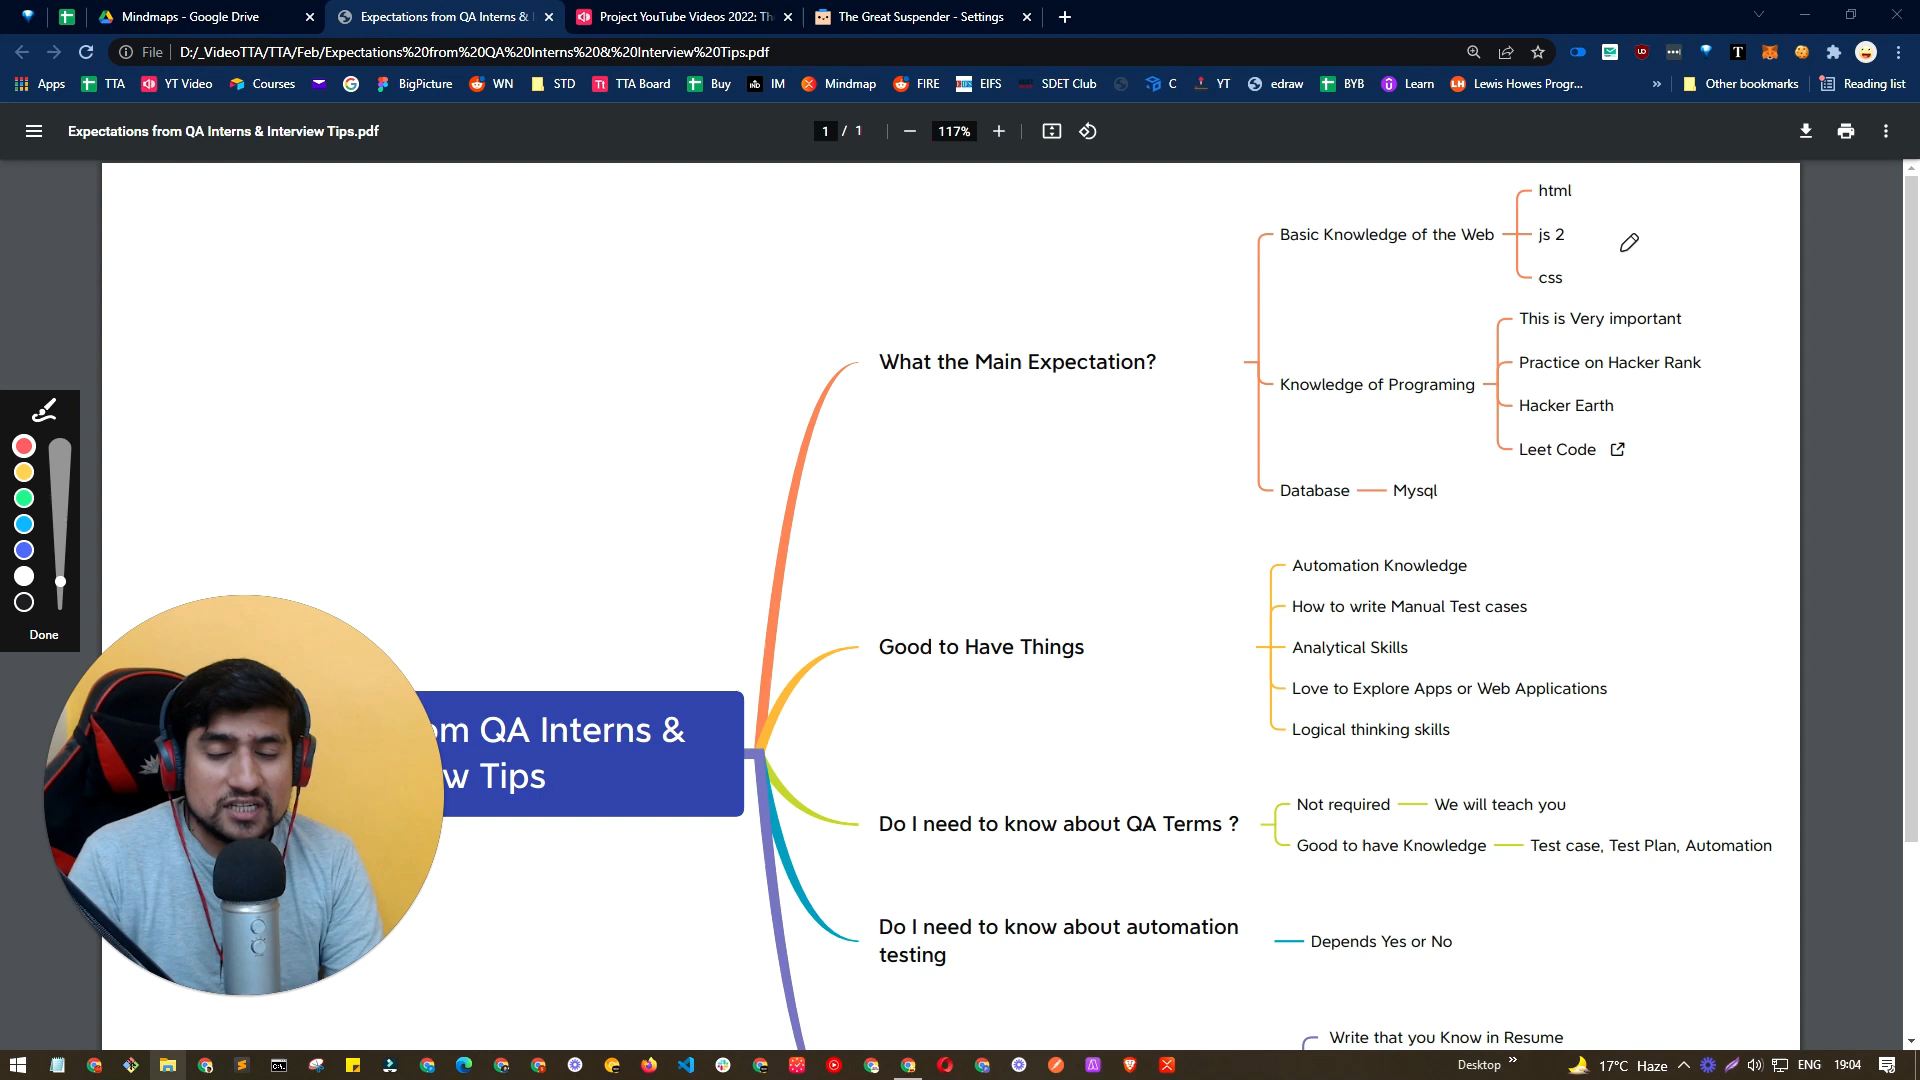 Mindmaps - Google Drive
Expectations from QA Interns &
Project YouTube Videos 2022: Th
The Great Suspender - Settings
File
D:/_VideoTTA/TTA/Feb/Expectations%20from%20QA%20Interns%20&%20Interview%20Tips.pdf
Apps
TTA
YT Video
Courses
BigPicture
WN
STD
TTA Board
Buy
IM
Mindmap
FIRE
EIFS
SDET Club
C
YT
edraw
BYB
Learn
Lewis Howes Progr...
Other bookmarks
Reading list
Expectations from QA Interns & Interview Tips.pdf
1 / 1
117%
html
Basic Knowledge of the Web
js 2
css
This is Very important
What the Main Expectation?
Practice on Hacker Rank
Knowledge of Programing
Hacker Earth
Leet Code
Database
Mysql
Automation Knowledge
How to write Manual Test cases
Good to Have Things
Analytical Skills
Love to Explore Apps or Web Applications
Logical thinking skills
Done
om QA Interns &
w Tips
Do I need to know about QA Terms ?
Not required
We will teach you
Good to have Knowledge
Test case, Test Plan, Automation
Do I need to know about automation
testing
Depends Yes or No
Write that you Know in Resume
Desktop
17°C Haze
ENG
19:04